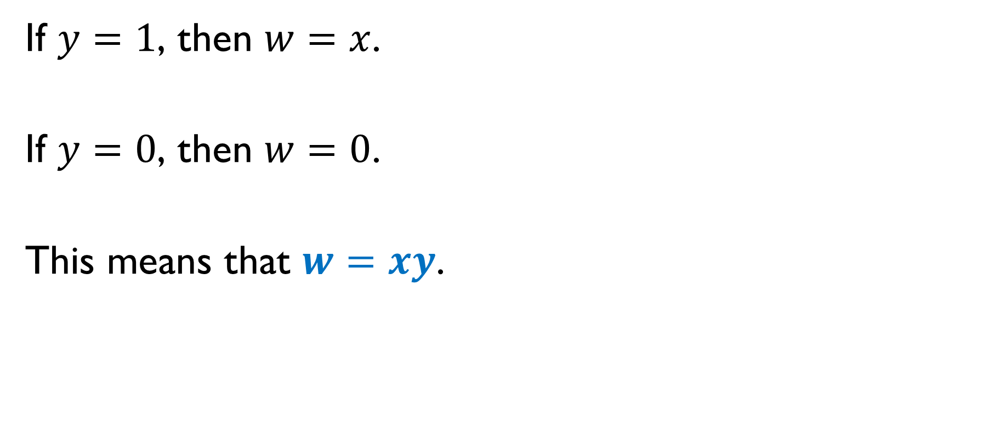 If y = 1, then w = x.
If y = 0, then w = 0.
This means that w = xy.